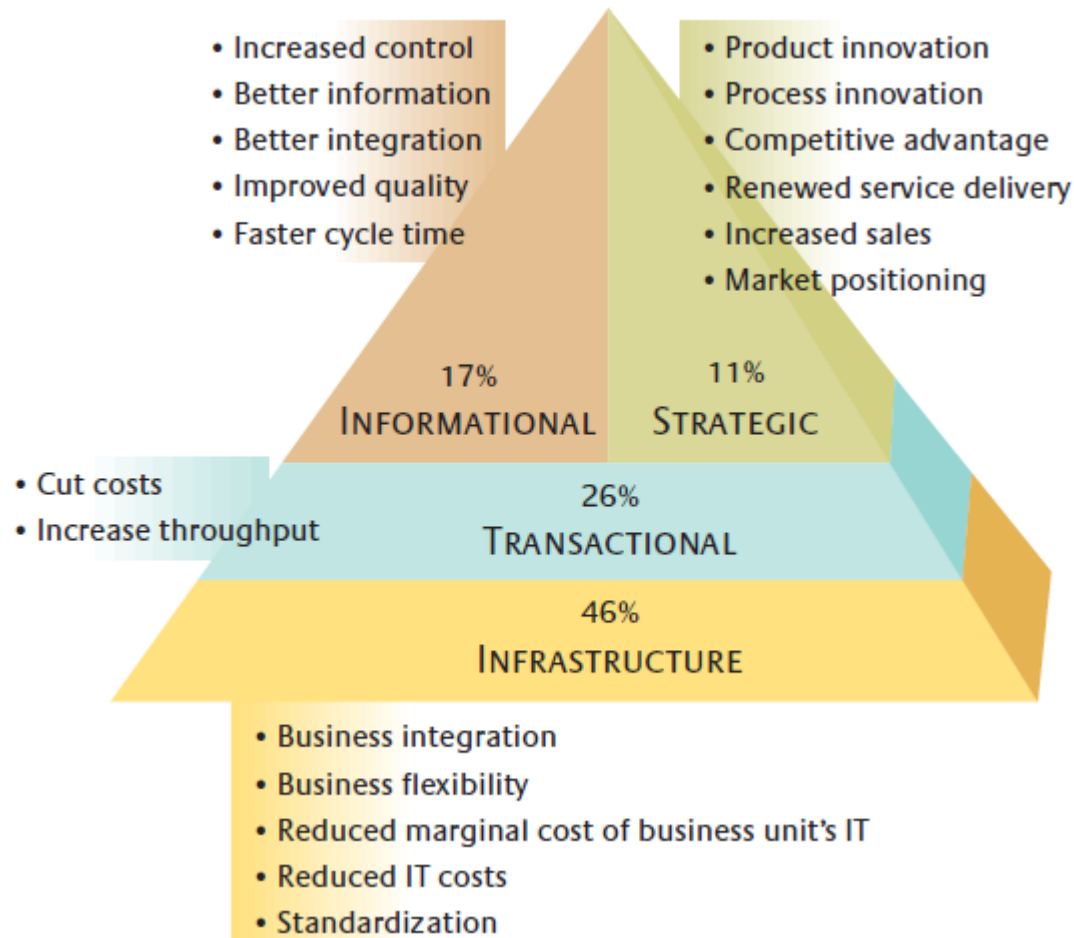 • Increased control
• Better information
• Better integration
• Improved quality
• Faster cycle time
• Product innovation
• Process innovation
• Competitive advantage
• Renewed service delivery
• Increased sales
• Market positioning
17%
INFORMATIONAL
11%
STRATEGIC
• Cut costs
• Increase throughput
26%
TRANSACTIONAL
46%
INFRASTRUCTURE
• Business integration
• Business flexibility
• Reduced marginal cost of business unit's IT
• Reduced IT costs
• Standardization